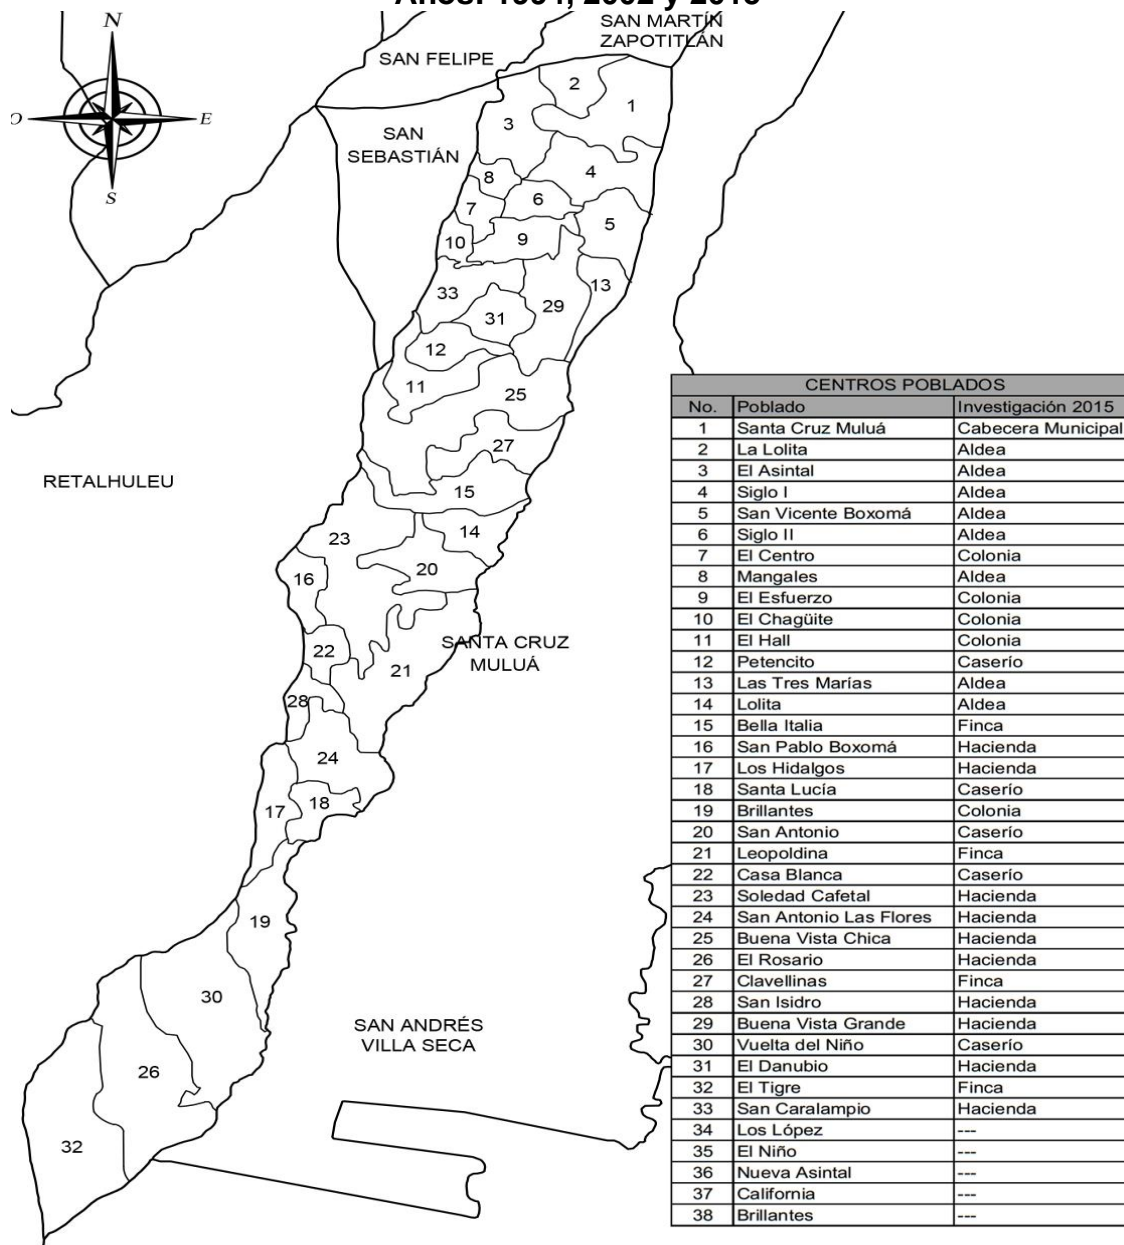 Años: 1994, 2002 y 2015
N
O
E
S
SAN MARTÍN
ZAPOTITLÁN
SAN FELIPE
SAN
SEBASTIÁN
2
1
3
4
8
6
7
5
9
10
13
33
29
31
12
11
25
27
RETALHULEU
15
14
23
20
16
SANTA CRUZ
MULUÁ
22
21
28
24
18
17
19
30
SAN ANDRÉS
VILLA SECA
26
32
CENTROS POBLADOS
No. Poblado Investigación 2015
1 Santa Cruz Muluá Cabecera Municipal
2 La Lolita Aldea
3 El Asintal Aldea
4 Siglo I Aldea
5 San Vicente Boxomá Aldea
6 Siglo II Aldea
7 El Centro Colonia
8 Mangales Aldea
9 El Esfuerzo Colonia
10 El Chagüite Colonia
11 El Hall Colonia
12 Petencito Caserío
13 Las Tres Marías Aldea
14 Lolita Aldea
15 Bella Italia Finca
16 San Pablo Boxomá Hacienda
17 Los Hidalgos Hacienda
18 Santa Lucía Caserío
19 Brillantes Colonia
20 San Antonio Caserío
21 Leopoldina Finca
22 Casa Blanca Caserío
23 Soledad Cafetal Hacienda
24 San Antonio Las Flores Hacienda
25 Buena Vista Chica Hacienda
26 El Rosario Hacienda
27 Clavellinas Finca
28 San Isidro Hacienda
29 Buena Vista Grande Hacienda
30 Vuelta del Niño Caserío
31 El Danubio Hacienda
32 El Tigre Finca
33 San Caralampio Hacienda
34 Los López ---
35 El Niño ---
36 Nueva Asintal ---
37 California ---
38 Brillantes ---